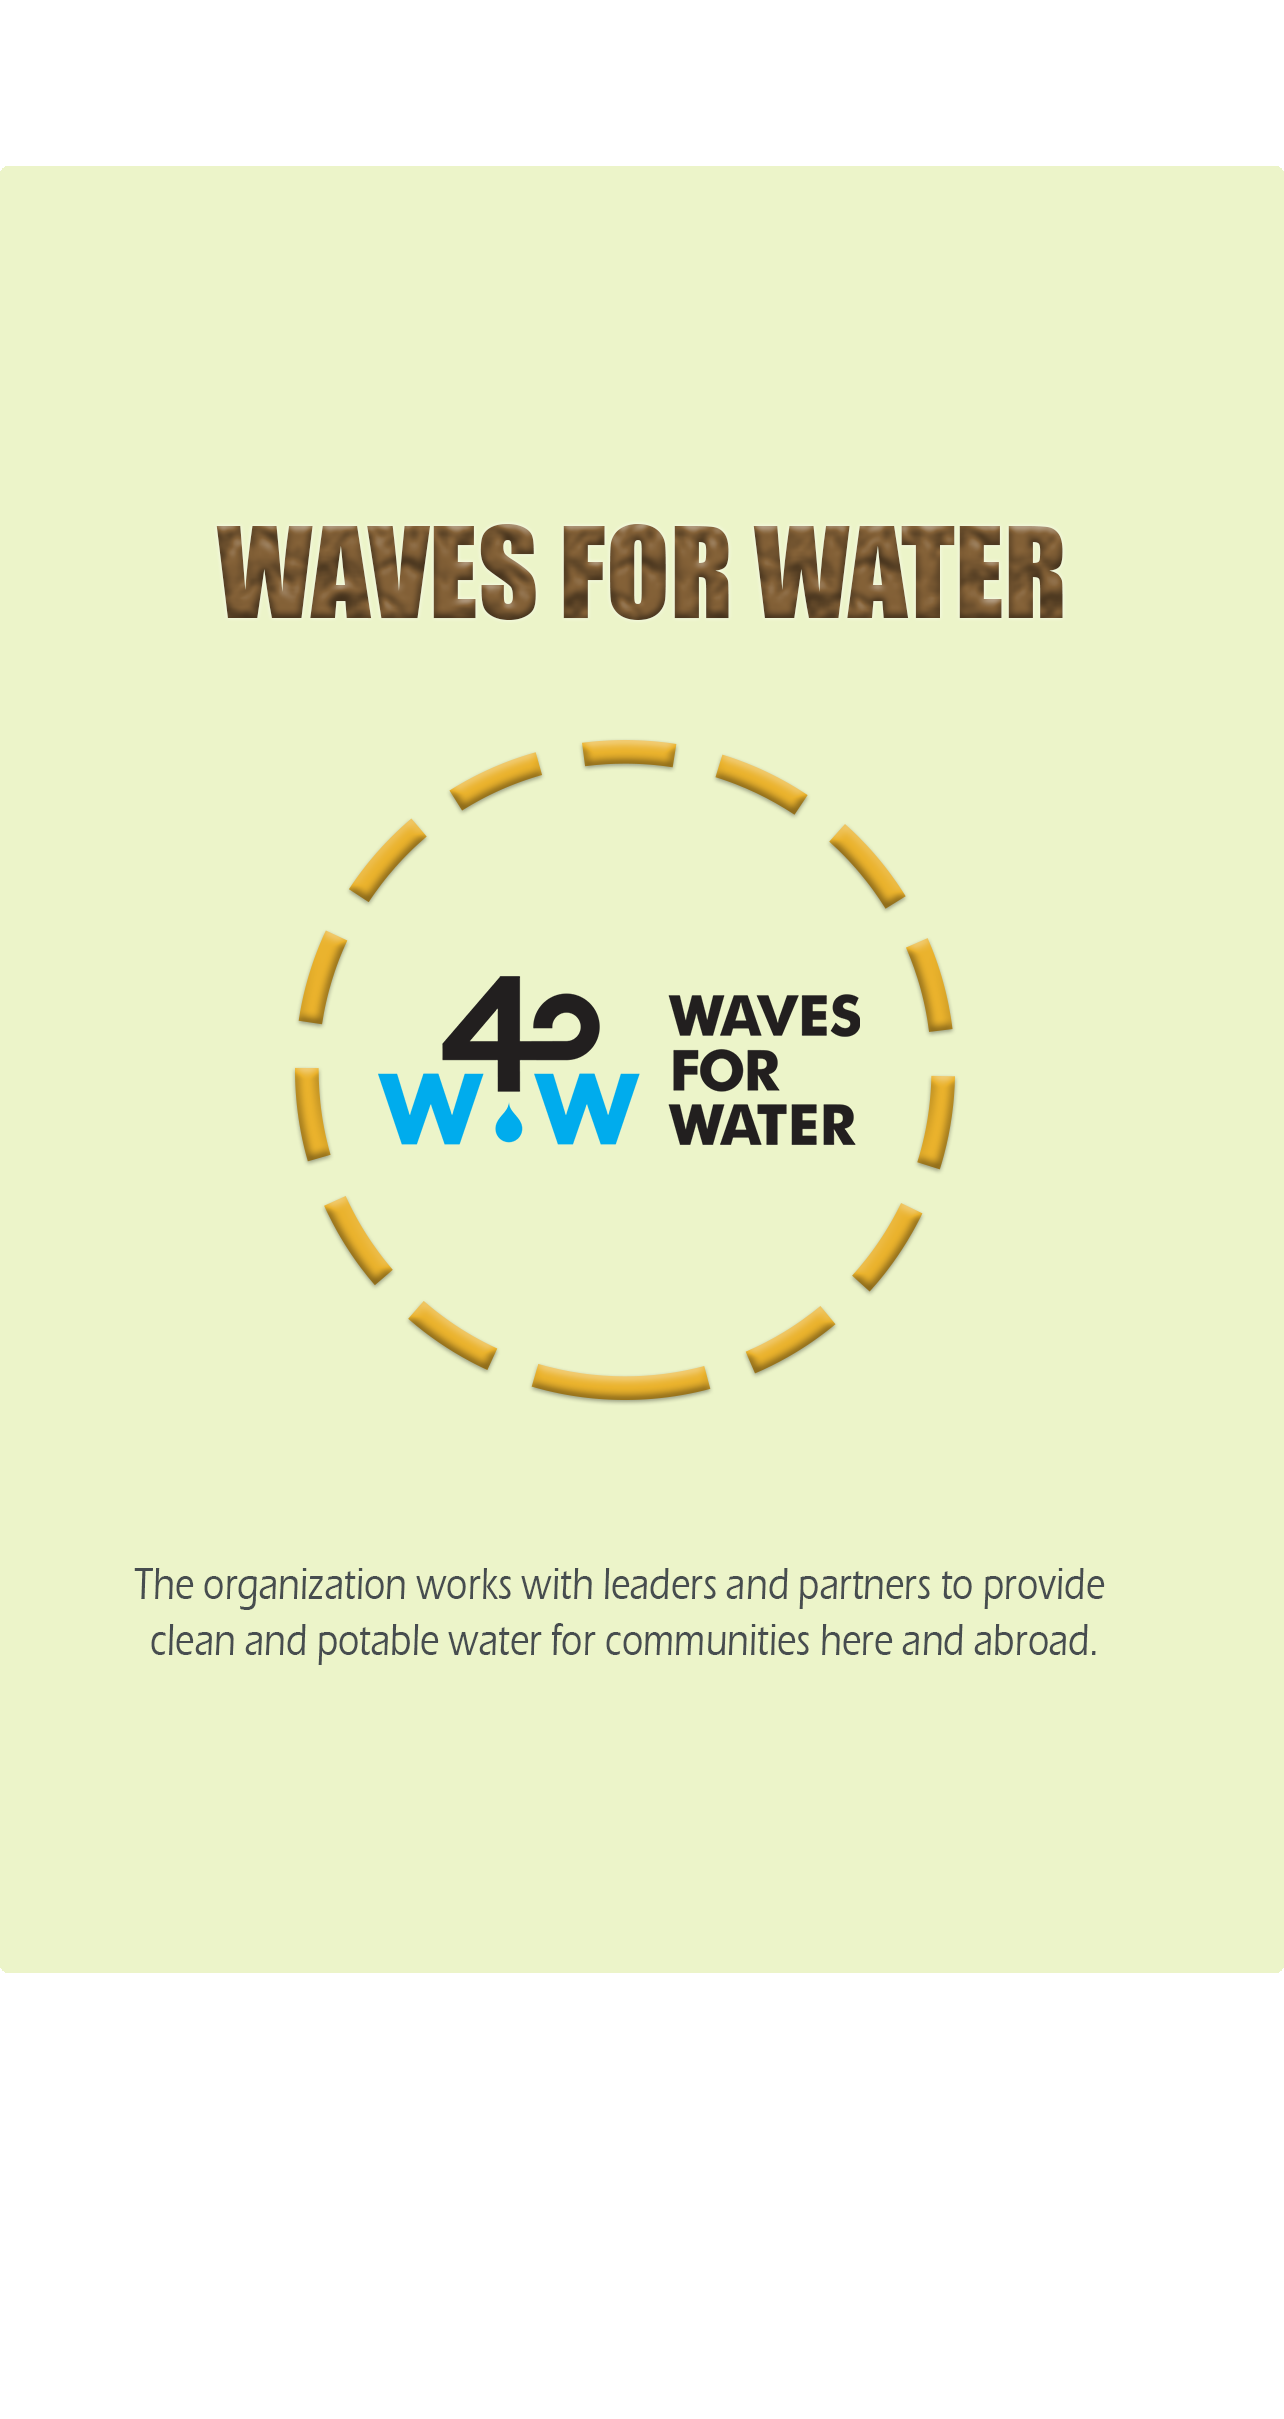 WAVES FOR WATER
4
W W
WAVES
FOR
WATER
The organization works with leaders and partners to provide
clean and potable water for communities here and abroad.